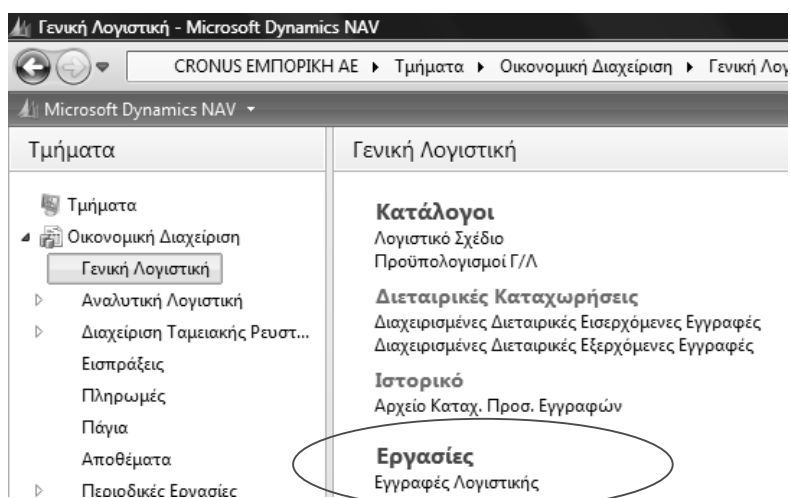 Γενική Λογιστική - Microsoft Dynamics NAV
CRONUS ΕΜΠΟΡΙΚΗ ΑΕ ▸ Τμήματα ▸ Οικονομική Διαχείριση ▸ Γενική Λογ
Microsoft Dynamics NAV
Τμήματα
Τμήματα
Οικονομική Διαχείριση
Γενική Λογιστική
Αναλυτική Λογιστική
Διαχείριση Ταμειακής Ρευστ...
Εισπράξεις
Πληρωμές
Πάγια
Αποθέματα
Περιοδικές Εργασίες
Γενική Λογιστική
Κατάλογοι
Λογιστικό Σχέδιο
Προϋπολογισμοί Γ/Λ
Διεταιρικές Καταχωρήσεις
Διαχειρισμένες Διεταιρικές Εισερχόμενες Εγγραφές
Διαχειρισμένες Διεταιρικές Εξερχόμενες Εγγραφές
Ιστορικό
Αρχείο Καταχ. Προσ. Εγγραφών
Εργασίες
Εγγραφές Λογιστικής